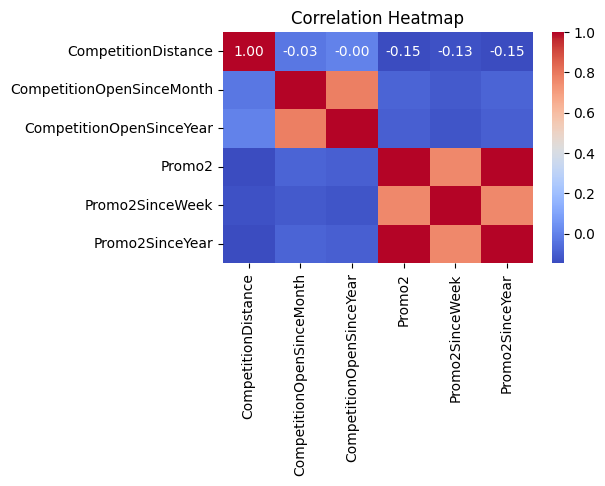 Correlation Heatmap
CompetitionDistance
1.00 -0.03 -0.00 -0.15 -0.13 -0.15
CompetitionOpenSinceMonth
CompetitionOpenSinceYear
Promo2
Promo2SinceWeek
Promo2SinceYear
1.0
0.8
0.6
0.4
0.2
0.0
CompetitionDistance
CompetitionOpenSinceMonth
CompetitionOpenSinceYear
Promo2
Promo2SinceWeek
Promo2SinceYear